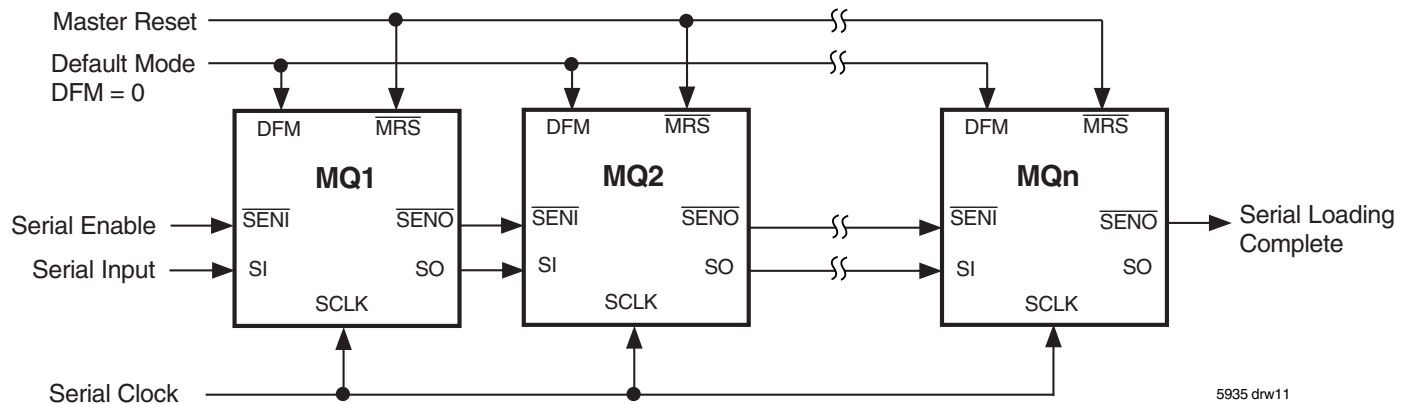 Master Reset
Default Mode
DFM = 0
DFM MRS DFM MRS DFM MRS
MQ1 MQ2 MQn
Serial Enable SENI SENO SENI SENO SENI SENO Serial Loading
Complete
Serial Input SI SO SI SO SI SO
SCLK SCLK SCLK
Serial Clock
5935 drw11